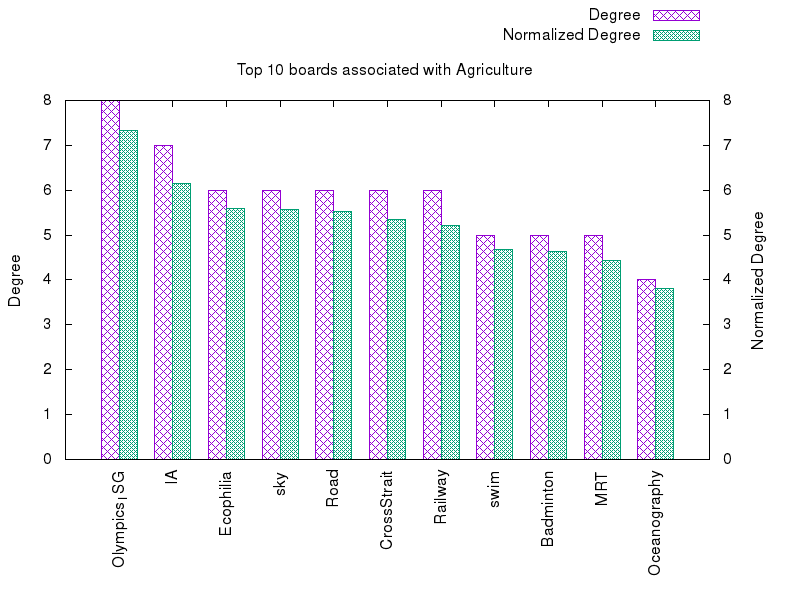 Degree
Normalized Degree
Top 10 boards associated with Agriculture
8
7
6
5
4
3
2
1
0
8
7
6
5
4
3
2
1
0
Degree
Normalized Degree
Olympics|SG
IA
Ecophilia
sky
Road
CrossStrait
Railway
swim
Badminton
MRT
Oceanography